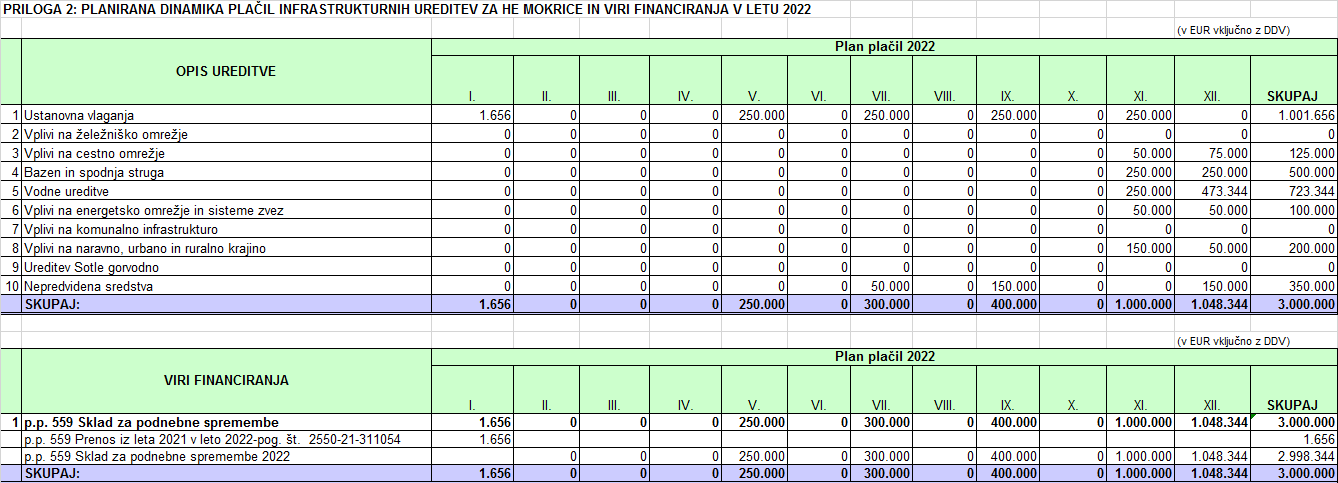 PRILOGA 2: PLANIRANA DINAMIKA PLAČIL INFRASTRUKTURNIH UREDITEV ZA HE MOKRICE IN VIRI FINANCIRANJA V LETU 2022
(v EUR vključno z DDV)
OPIS UREDITVE Plan plačil 2022
I. II. III. IV. V. VI. VII. VIII. IX. X. XI. XII. SKUPAJ
1 Ustanovna vlaganja 1.656 0 0 0 250.000 0 250.000 0 250.000 0 250.000 0 1.001.656
2 Vplivi na železniško omrežje 0 0 0 0 0 0 0 0 0 0 0 0 0
3 Vplivi na cestno omrežje 0 0 0 0 0 0 0 0 0 0 50.000 75.000 125.000
4 Bazen in spodnja struga 0 0 0 0 0 0 0 0 0 0 250.000 250.000 500.000
5 Vodne ureditve 0 0 0 0 0 0 0 0 0 0 250.000 473.344 723.344
6 Vplivi na energetsko omrežje in sisteme zvez 0 0 0 0 0 0 0 0 0 0 50.000 50.000 100.000
7 Vplivi na komunalno infrastrukturo 0 0 0 0 0 0 0 0 0 0 0 0 0
8 Vplivi na naravno, urbano in ruralno krajino 0 0 0 0 0 0 0 0 0 0 150.000 50.000 200.000
9 Ureditev Sotle gorvodno 0 0 0 0 0 0 0 0 0 0 0 0 0
10 Nepredvidena sredstva 0 0 0 0 0 0 50.000 0 150.000 0 150.000 350.000
SKUPAJ: 1.656 0 0 0 250.000 0 300.000 0 400.000 0 1.000.000 1.048.344 3.000.000
(v EUR vključno z DDV)
VIRI FINANCIRANJA Plan plačil 2022
I. II. III. IV. V. VI. VII. VIII. IX. X. XI. XII. SKUPAJ
1 p.p. 559 Sklad za podnebne spremembe 1.656 0 0 0 250.000 0 300.000 0 400.000 0 1.000.000 1.048.344 3.000.000
p.p. 559 Prenos iz leta 2021 v leto 2022-pog. št. 2550-21-311054 1.656 1.656
p.p. 559 Sklad za podnebne spremembe 2022 0 0 0 250.000 0 300.000 0 400.000 0 1.000.000 1.048.344 2.998.344
SKUPAJ: 1.656 0 0 0 250.000 0 300.000 0 400.000 0 1.000.000 1.048.344 3.000.000